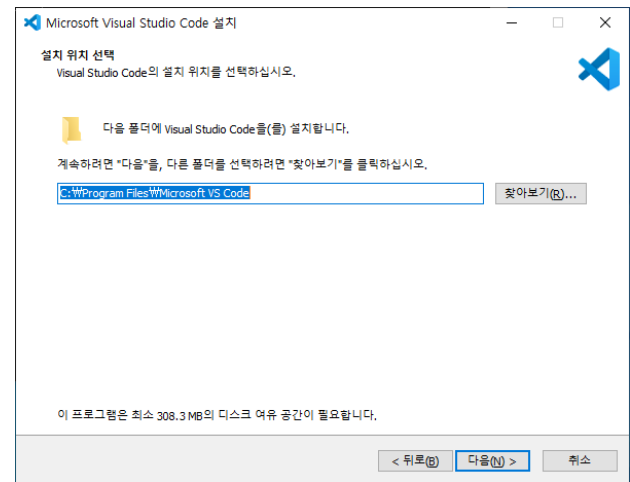 Microsoft Visual Studio Code 설치
설치 위치 선택
Visual Studio Code의 설치 위치를 선택하십시오.
다음 폴더에 Visual Studio Code을(를) 설치합니다.
계속하려면 "다음"을, 다른 폴더를 선택하려면 "찾아보기"를 클릭하십시오.
C:₩Program Files₩Microsoft VS Code
찾아보기(R)...
이 프로그램은 최소 308.3 MB의 디스크 여유 공간이 필요합니다.
< 뒤로(B) 다음(N) > 취소